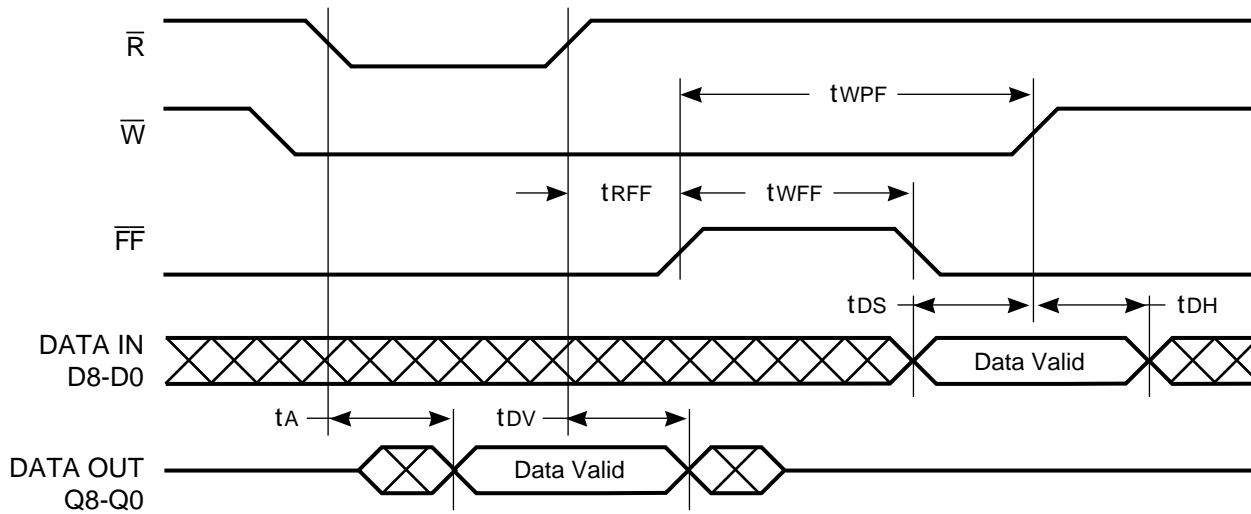 R̅
tWPF
W̅
tRFF
tWFF
F̅F̅
tDS
tDH
DATA IN
D8-D0
Data Valid
tA
tDV
DATA OUT
Q8-Q0
Data Valid